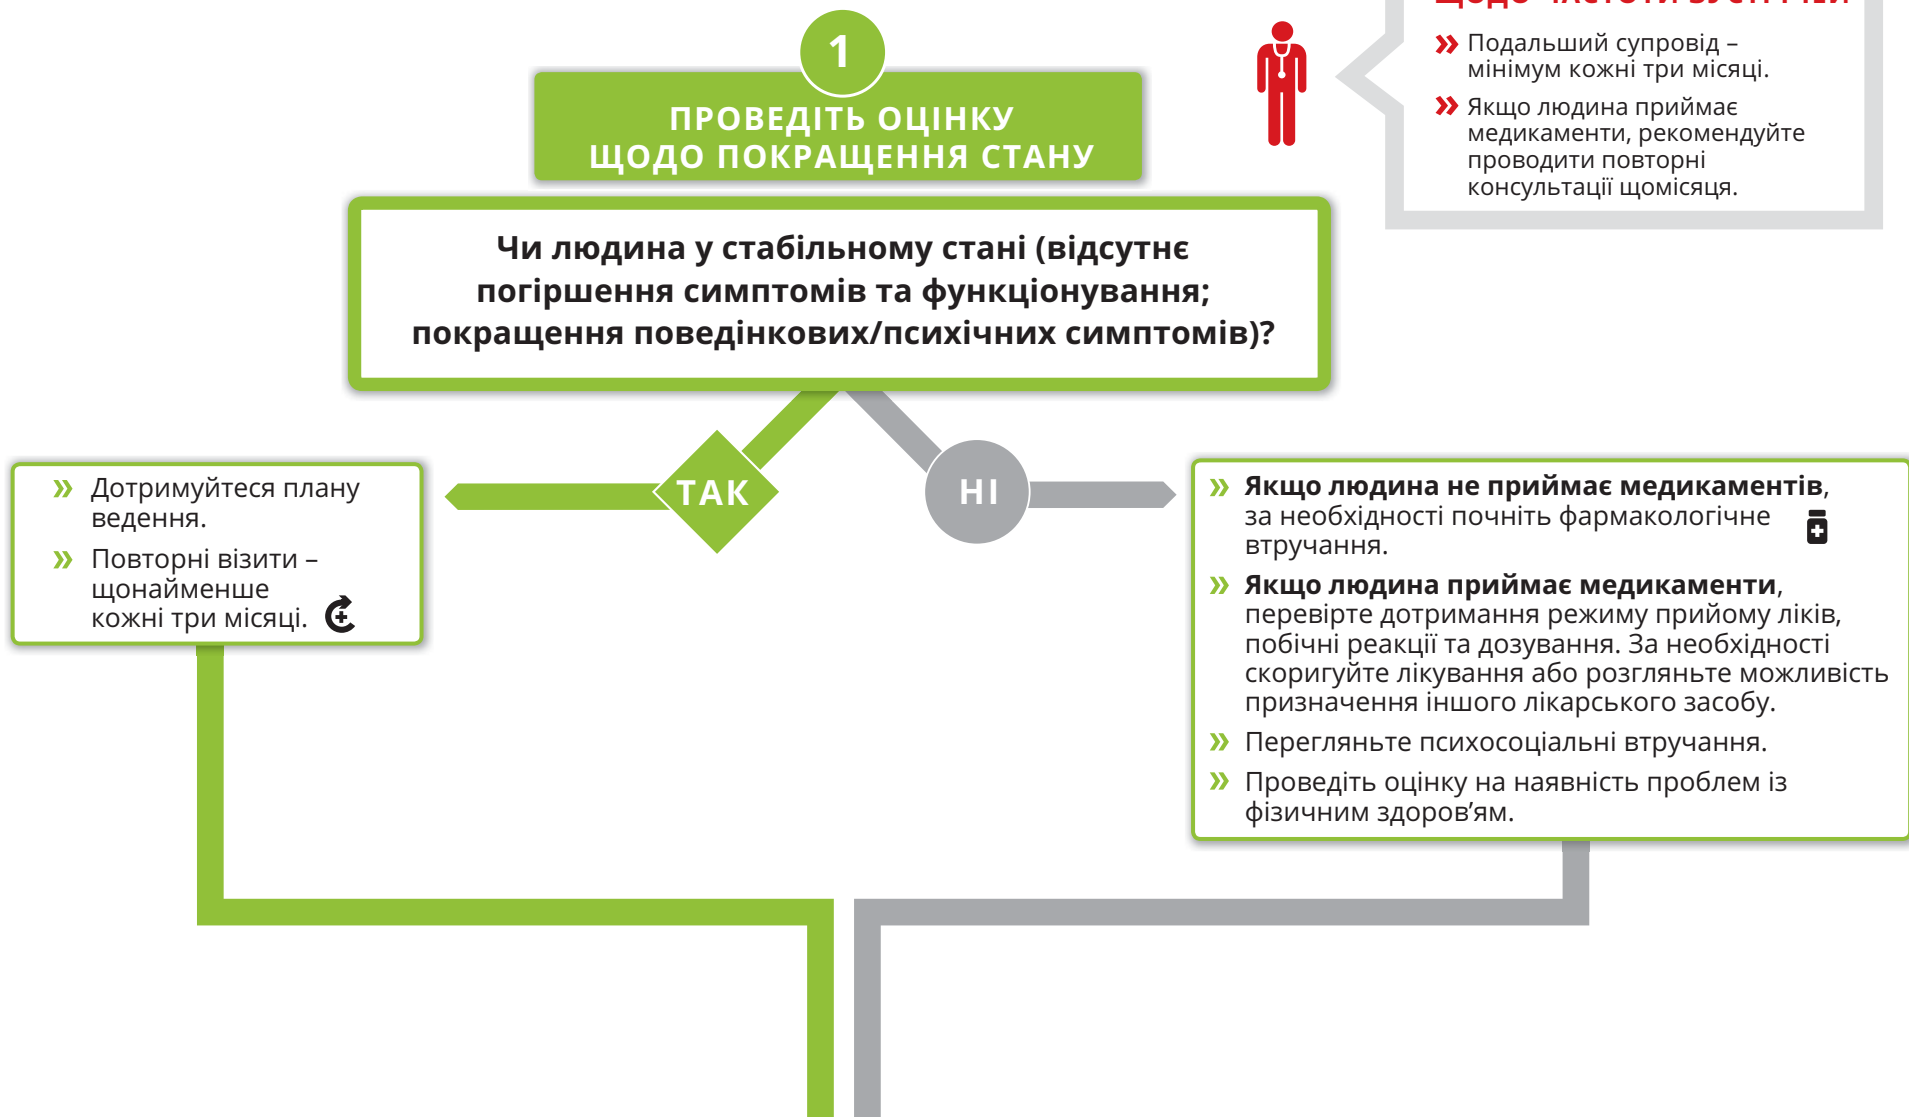 1
ПРОВЕДІТЬ ОЦІНКУ
ЩОДО ПОКРАЩЕННЯ СТАНУ
ЩОДО ЧАСТОТИ ЗУСТРІЧЕЙ
» Подальший супровід –
мінімум кожні три місяці.
» Якщо людина приймає
медикаменти, рекомендуйте
проводити повторні
консультації щомісяця.
Чи людина у стабільному стані (відсутнє
погіршення симптомів та функціонування;
покращення поведінкових/психічних симптомів)?
ТАК
НІ
» Дотримуйтеся плану
ведення.
» Повторні візити –
щонайменше
кожні три місяці.
» Якщо людина не приймає медикаментів,
за необхідності почніть фармакологічне
втручання.
» Якщо людина приймає медикаменти,
перевірте дотримання режиму прийому ліків,
побічні реакції та дозування. За необхідності
скоригуйте лікування або розгляньте можливість
призначення іншого лікарського засобу.
» Перегляньте психосоціальні втручання.
» Проведіть оцінку на наявність проблем із
фізичним здоров’ям.